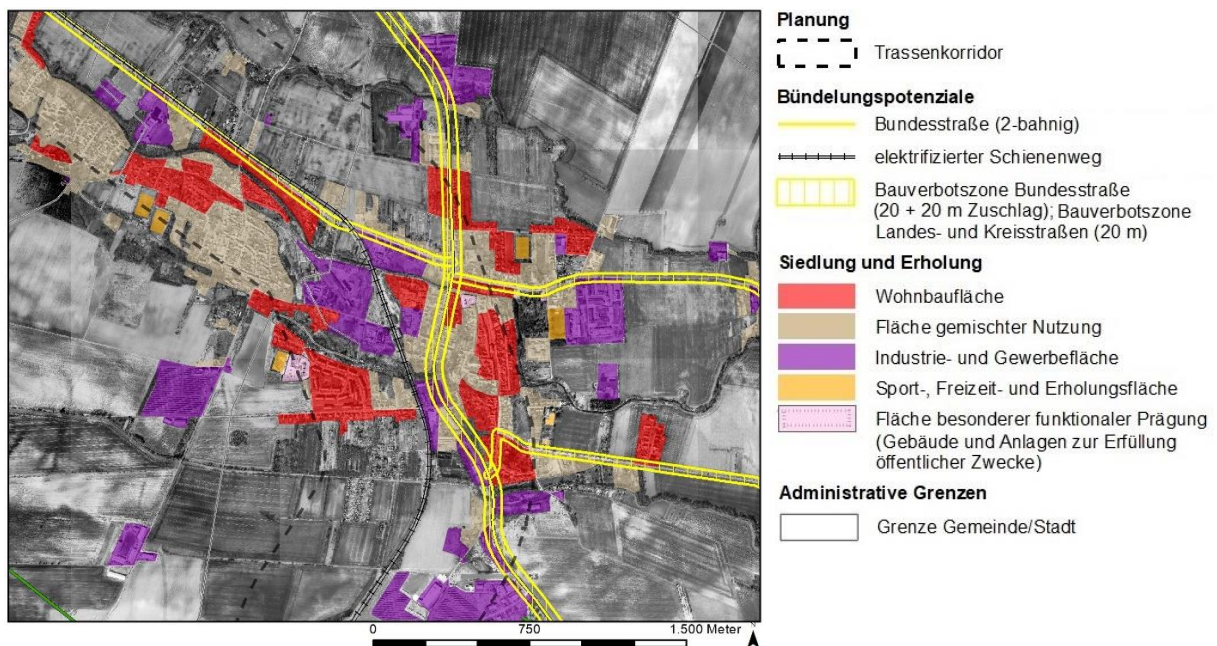 Planung
Trassenkorridor
Bündelungspotenziale
Bundesstraße (2-bahnig)
elektrifizierter Schienenweg
Bauverbotszone Bundesstraße
(20 + 20 m Zuschlag); Bauverbotszone
Landes- und Kreisstraßen (20 m)
Siedlung und Erholung
Wohnbaufläche
Fläche gemischter Nutzung
Industrie- und Gewerbefläche
Sport-, Freizeit- und Erholungsfläche
Fläche besonderer funktionaler Prägung
(Gebäude und Anlagen zur Erfüllung
öffentlicher Zwecke)
Administrative Grenzen
Grenze Gemeinde/Stadt
0 750 1.500 Meter